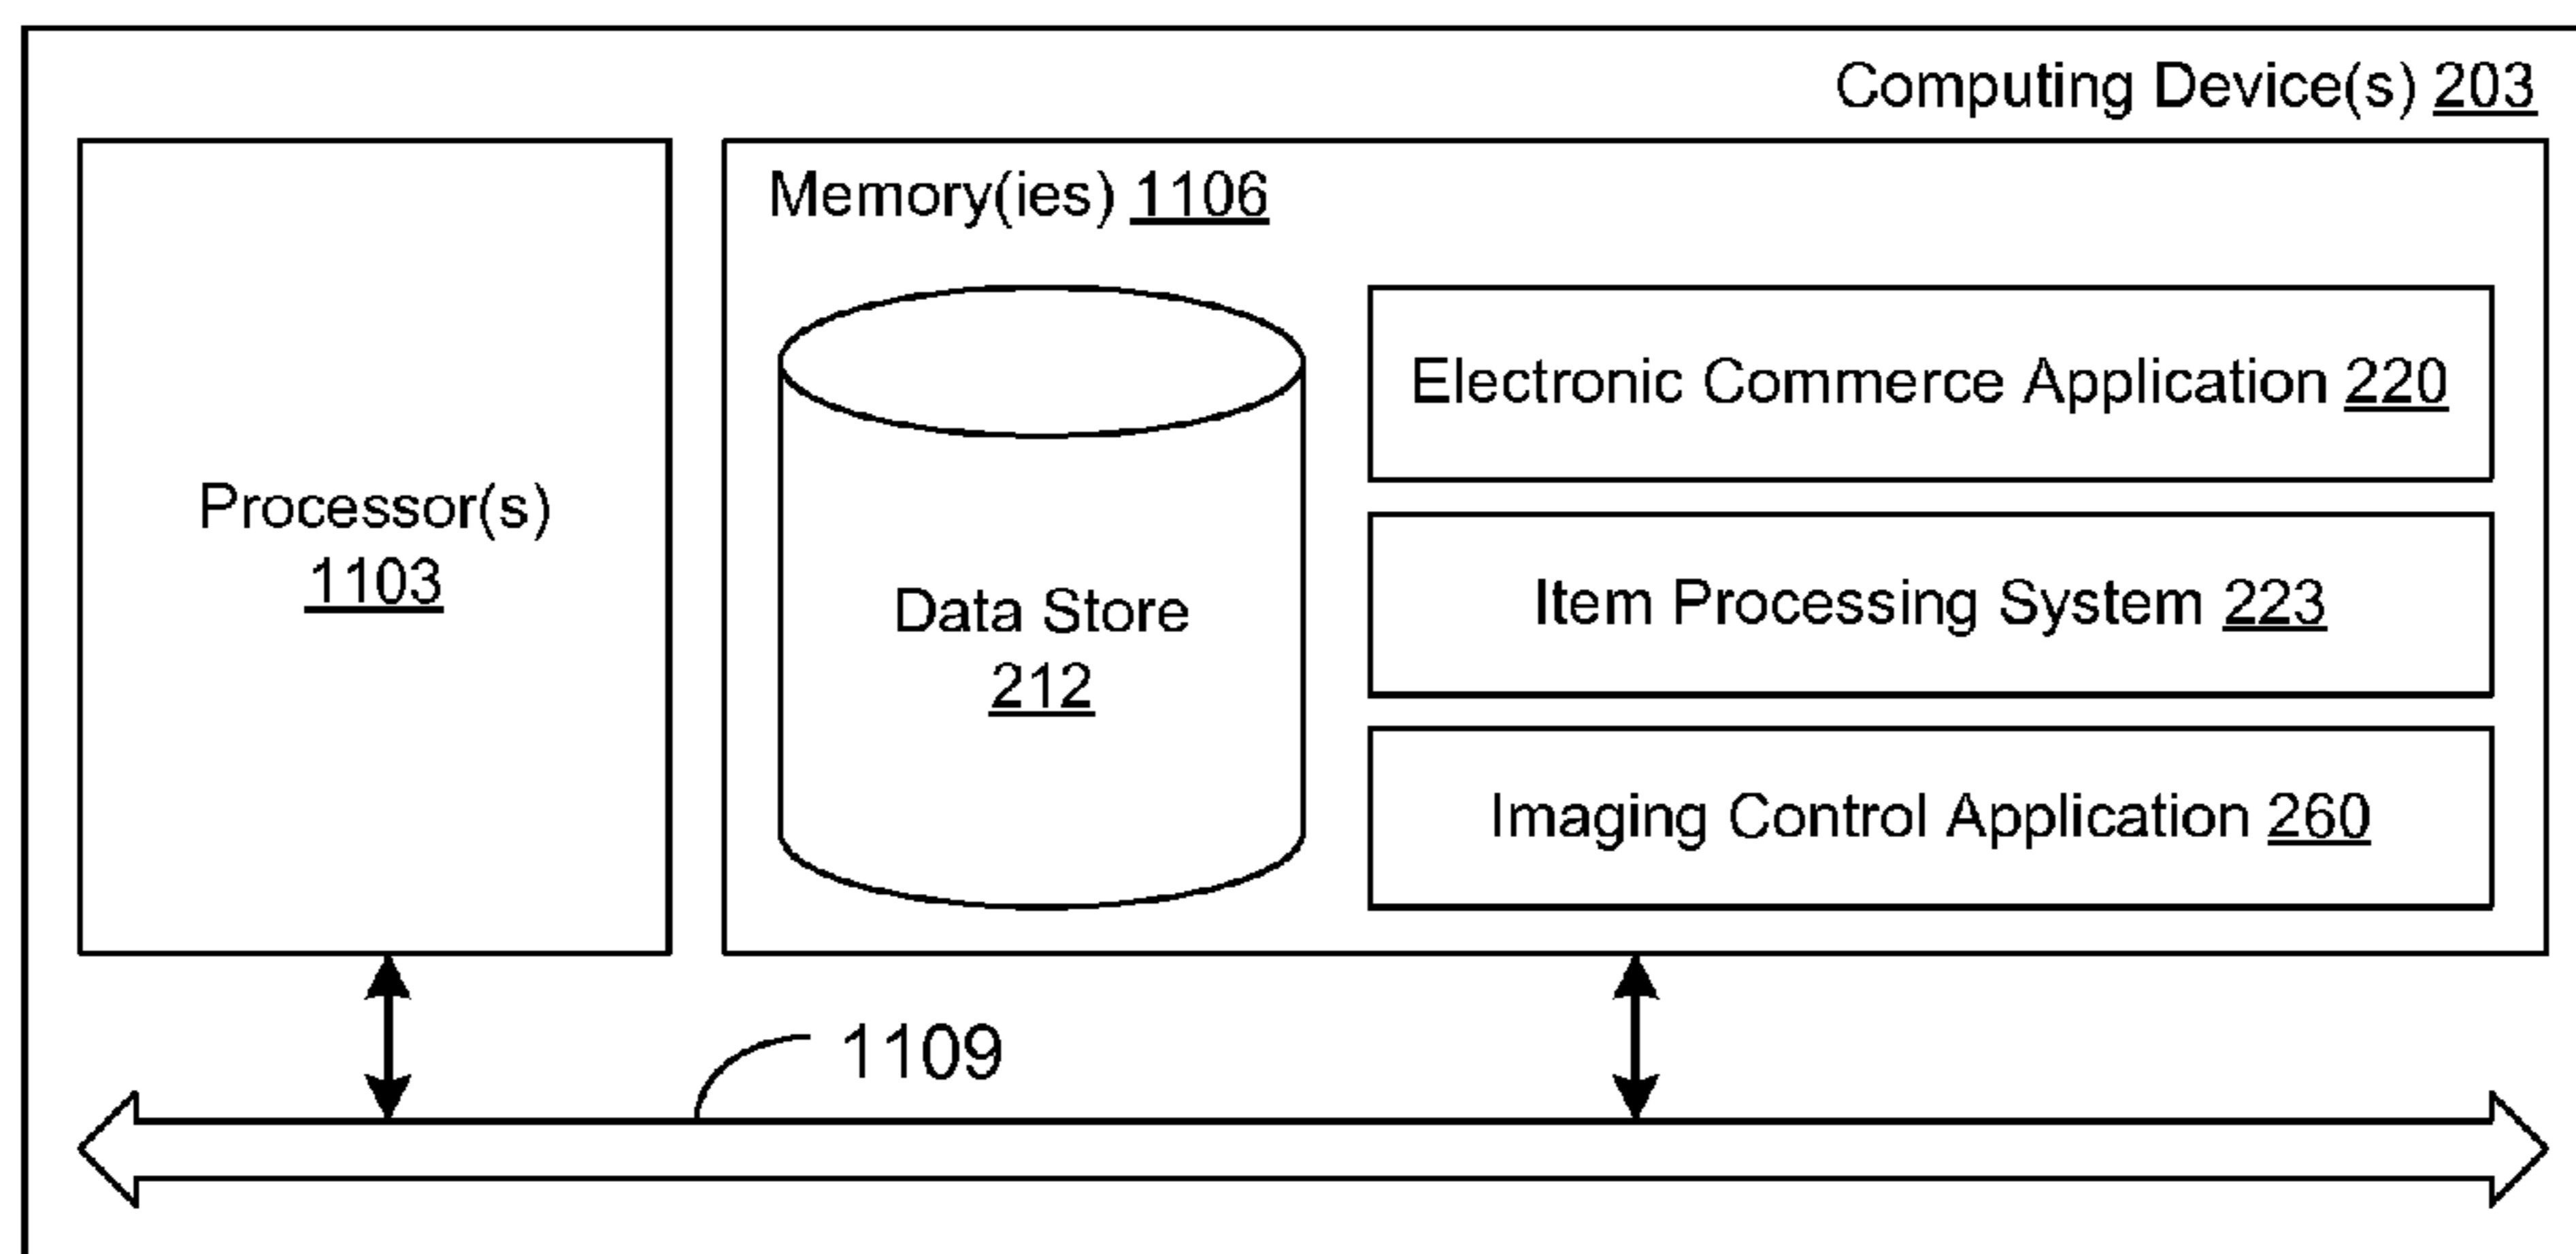 Computing Device(s) 203
Memory(ies) 1106
Processor(s)
1103
Data Store
212
Electronic Commerce Application 220
Item Processing System 223
Imaging Control Application 260
1109